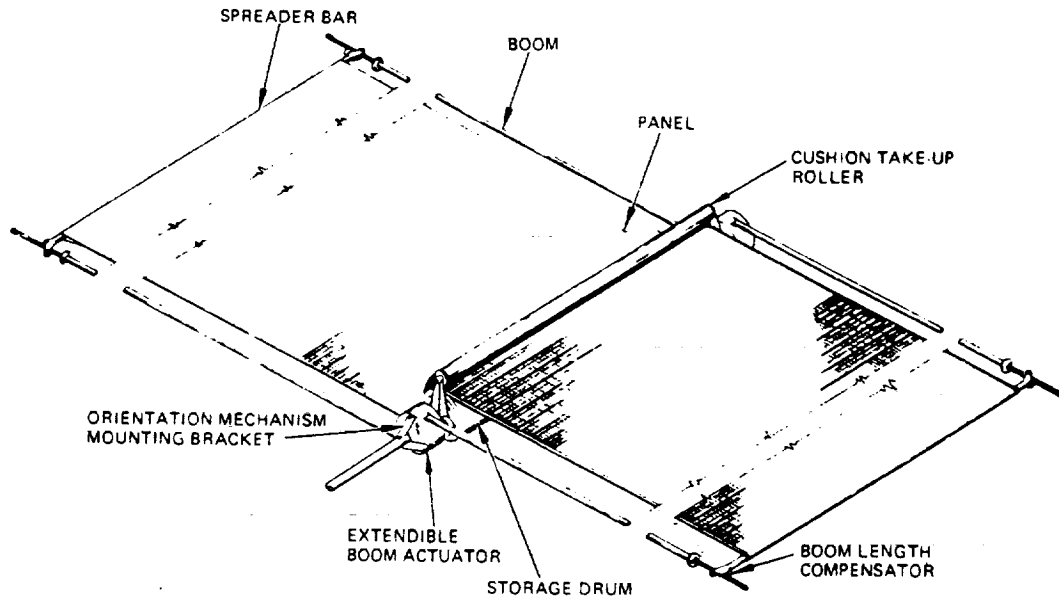 SPREADER BAR
BOOM
PANEL
CUSHION TAKE-UP
ROLLER
ORIENTATION MECHANISM
MOUNTING BRACKET
EXTENDIBLE
BOOM ACTUATOR
STORAGE DRUM
BOOM LENGTH
COMPENSATOR